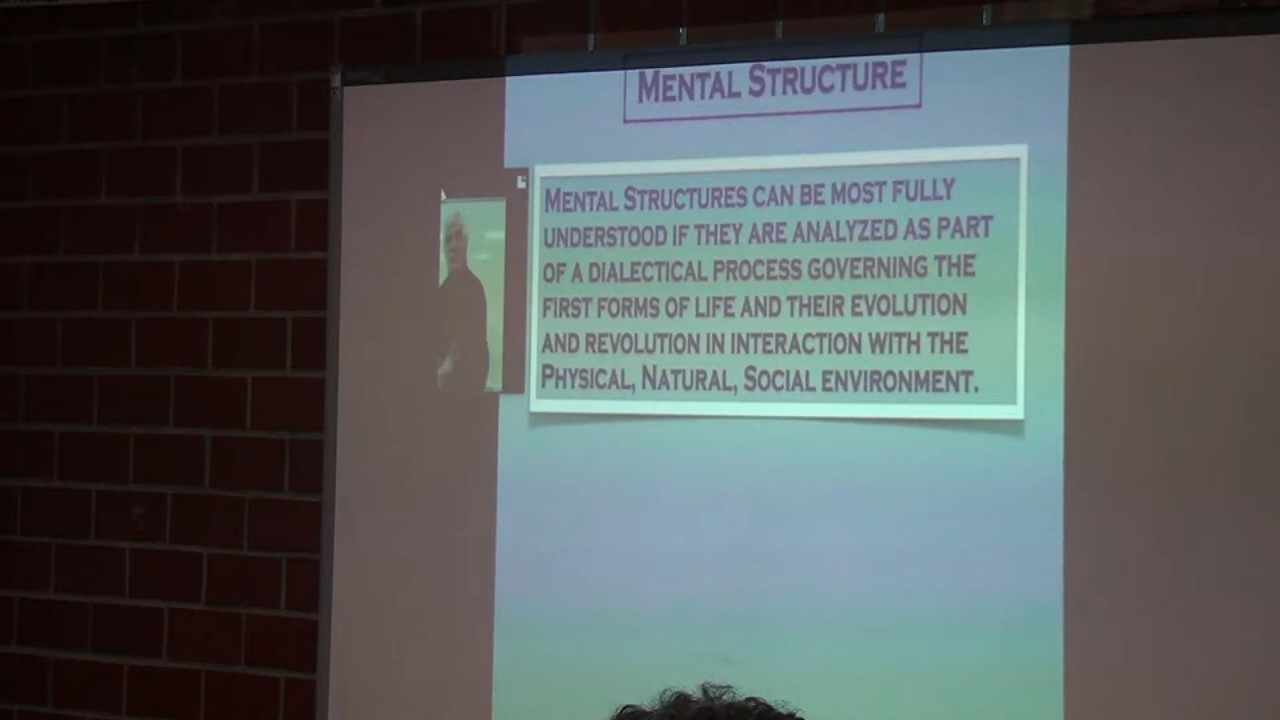 MENTAL STRUCTURE
MENTAL STRUCTURES CAN BE MOST FULLY
UNDERSTOOD IF THEY ARE ANALYZED AS PART
OF A DIALECTICAL PROCESS GOVERNING THE
FIRST FORMS OF LIFE AND THEIR EVOLUTION
AND REVOLUTION IN INTERACTION WITH THE
PHYSICAL, NATURAL, SOCIAL ENVIRONMENT.